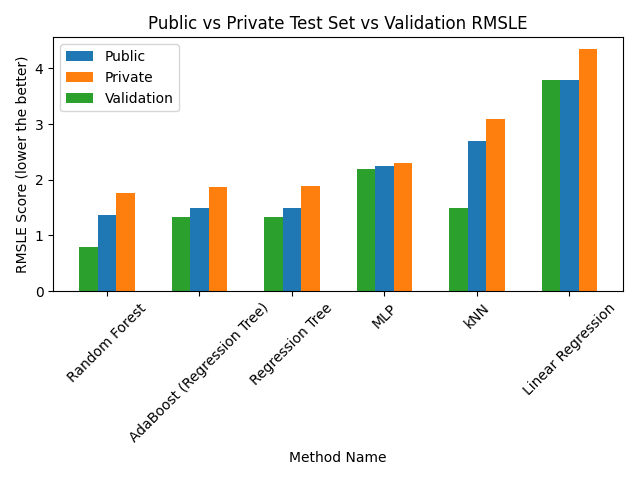 Public vs Private Test Set vs Validation RMSLE
RMSLE Score (lower the better)
4
3
2
1
0
Public
Private
Validation
Random Forest
AdaBoost (Regression Tree)
Regression Tree
MLP
kNN
Linear Regression
Method Name